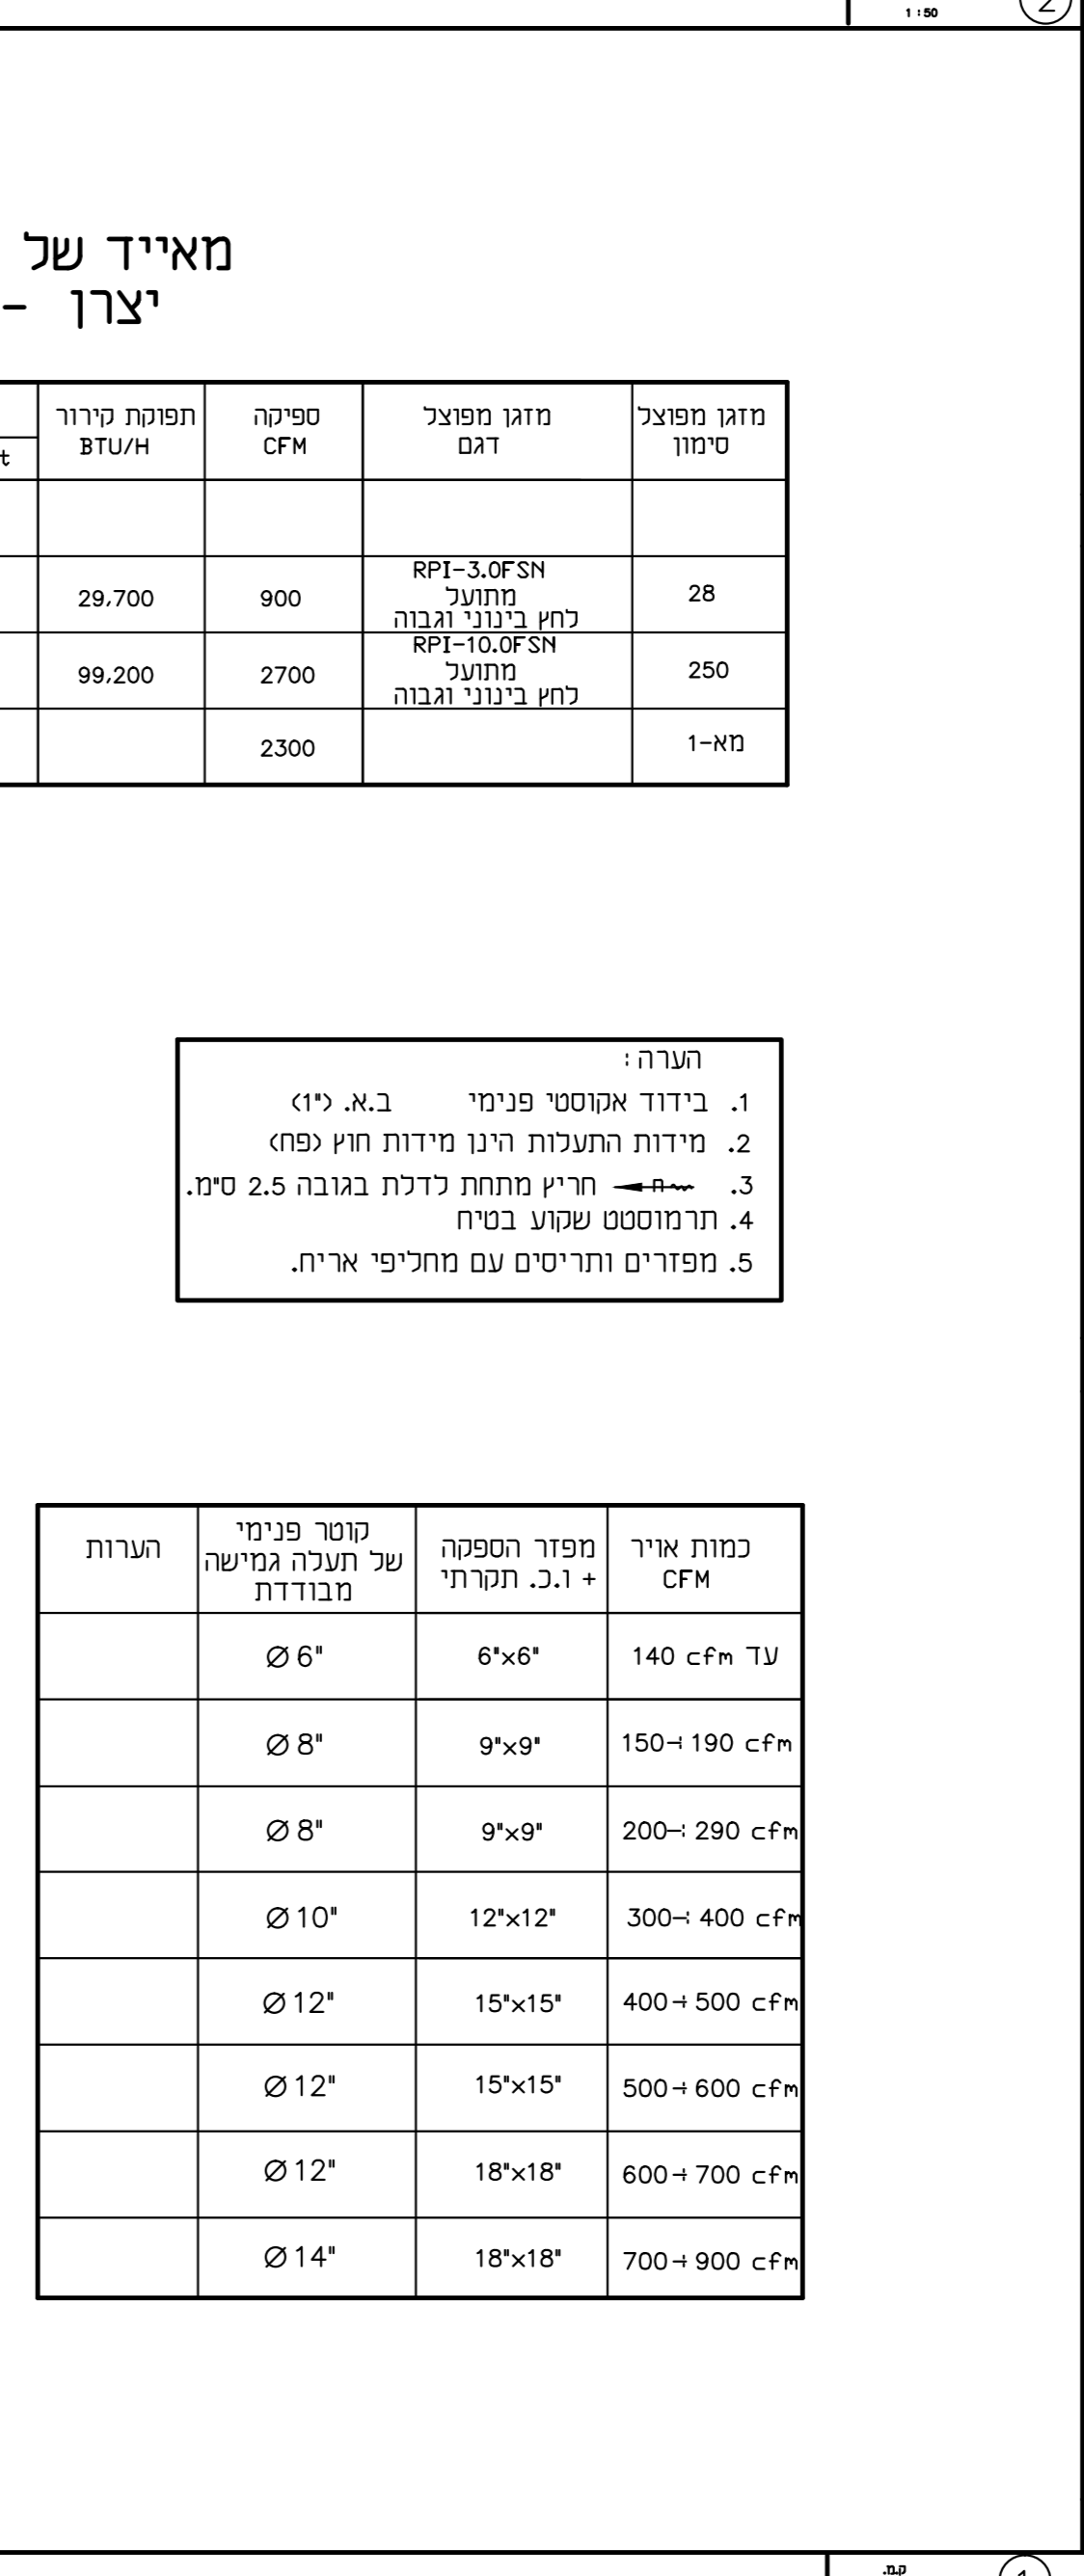 1:50
2
מאייד של
יצרן -
מזגן מפוצל
סימון
מזגן מפוצל
דגם
ספיקה
CFM
תפוקת קירור
BTU/H
t
28
RPI-3.0FSN
מתועל
לחץ בינוני וגבוה
900
29,700
250
RPI-10.0FSN
מתועל
לחץ בינוני וגבוה
2700
99,200
מא-1
2300
הערה:
1. בידוד אקוסטי פנימי ב.א. ("1)
2. מידות התעלות הינן מידות חוץ (פח)
3. ח חריץ מתחת לדלת בגובה 2.5 ס"מ.
4. תרמוסטט שקוע בטיח
5. מפזרים ותריסים עם מחליפי אריח.
כמות אויר
CFM
מפזר הספקה
+ ו.כ. תקרתי
קוטר פנימי
של תעלה גמישה
מבודדת
הערות
עד 140 cfm
6"x6"
Ø6"
150÷190 cfm
9"x9"
Ø8"
200÷290 cfm
9"x9"
Ø8"
300÷400 cfm
12"x12"
Ø10"
400÷500 cfm
15"x15"
Ø12"
500÷600 cfm
15"x15"
Ø12"
600÷700 cfm
18"x18"
Ø12"
700÷900 cfm
18"x18"
Ø14"
ק.מ.